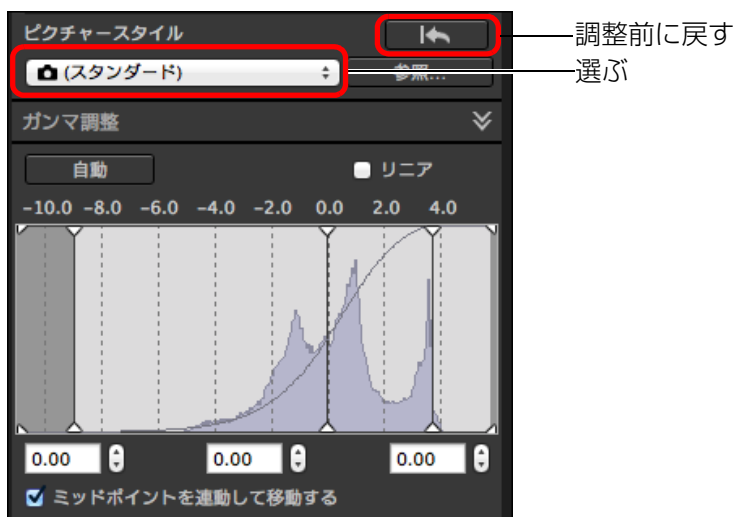 ピクチャースタイル
調整前に戻す
(スタンダード)
参照...
選ぶ
ガンマ調整
自動
リニア
-10.0 -8.0 -6.0 -4.0 -2.0 0.0 2.0 4.0
0.00 0.00 0.00
ミッドポイントを連動して移動する